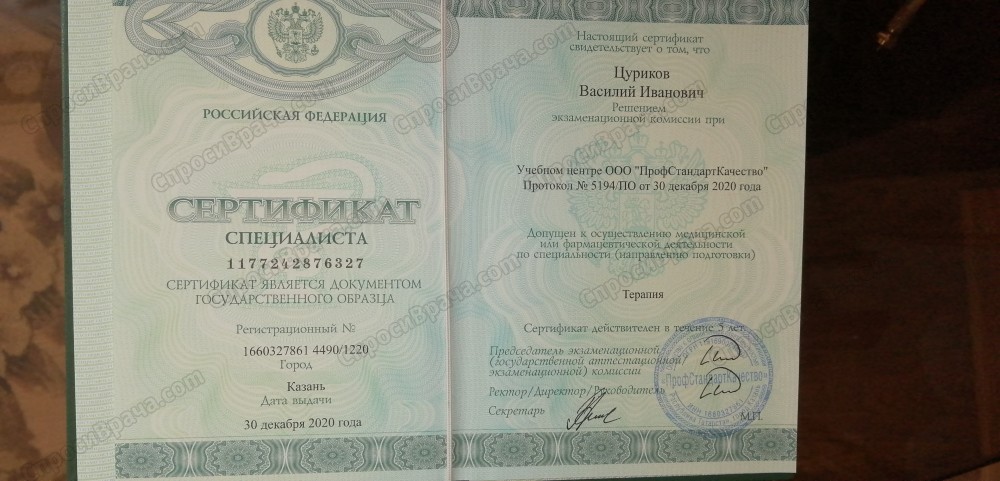 РОССИЙСКАЯ ФЕДЕРАЦИЯ
СЕРТИФИКАТ
СПЕЦИАЛИСТА
1177242876327
СЕРТИФИКАТ ЯВЛЯЕТСЯ ДОКУМЕНТОМ
ГОСУДАРСТВЕННОГО ОБРАЗЦА
Регистрационный №
1660327861 4490/1220
Город
Казань
Дата выдачи
30 декабря 2020 года
Настоящий сертификат
свидетельствует о том, что
Цуриков
Василий Иванович
Решением
экзаменационной комиссии при
Учебном центре ООО "ПрофСтандартКачество"
Протокол № 5194/ПО от 30 декабря 2020 года
Допущен к осуществлению медицинской
или фармацевтической деятельности
по специальности (направлению подготовки)
Терапия
Сертификат действителен в течение 5 лет.
Председатель экзаменационной
(государственной аттестационной/
экзаменационной) комиссии
Ректор/Директор/Руководитель
Секретарь
М.П.
«ПрофСтандартКачество»
СпросиВрача.com